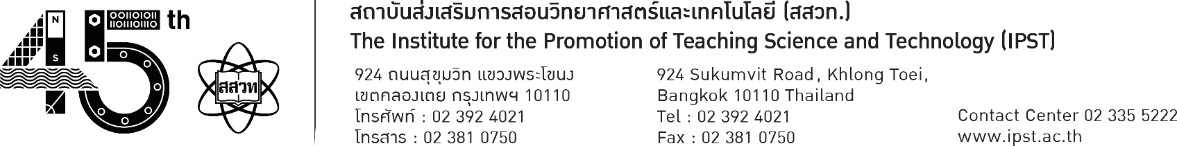 45th
N
S
00110101I
110111O110
สสวท
สถาบันส่งเสริมการสอนวิทยาศาสตร์และเทคโนโลยี (สสวท.)
The Institute for the Promotion of Teaching Science and Technology (IPST)
924 ถนนสุขุมวิท แขวงพระโขนง
เขตคลองเตย กรุงเทพฯ 10110
โทรศัพท์ : 02 392 4021
โทรสาร : 02 381 0750
924 Sukumvit Road, Khlong Toei,
Bangkok 10110 Thailand
Tel : 02 392 4021
Fax : 02 381 0750
Contact Center 02 335 5222
www.ipst.ac.th